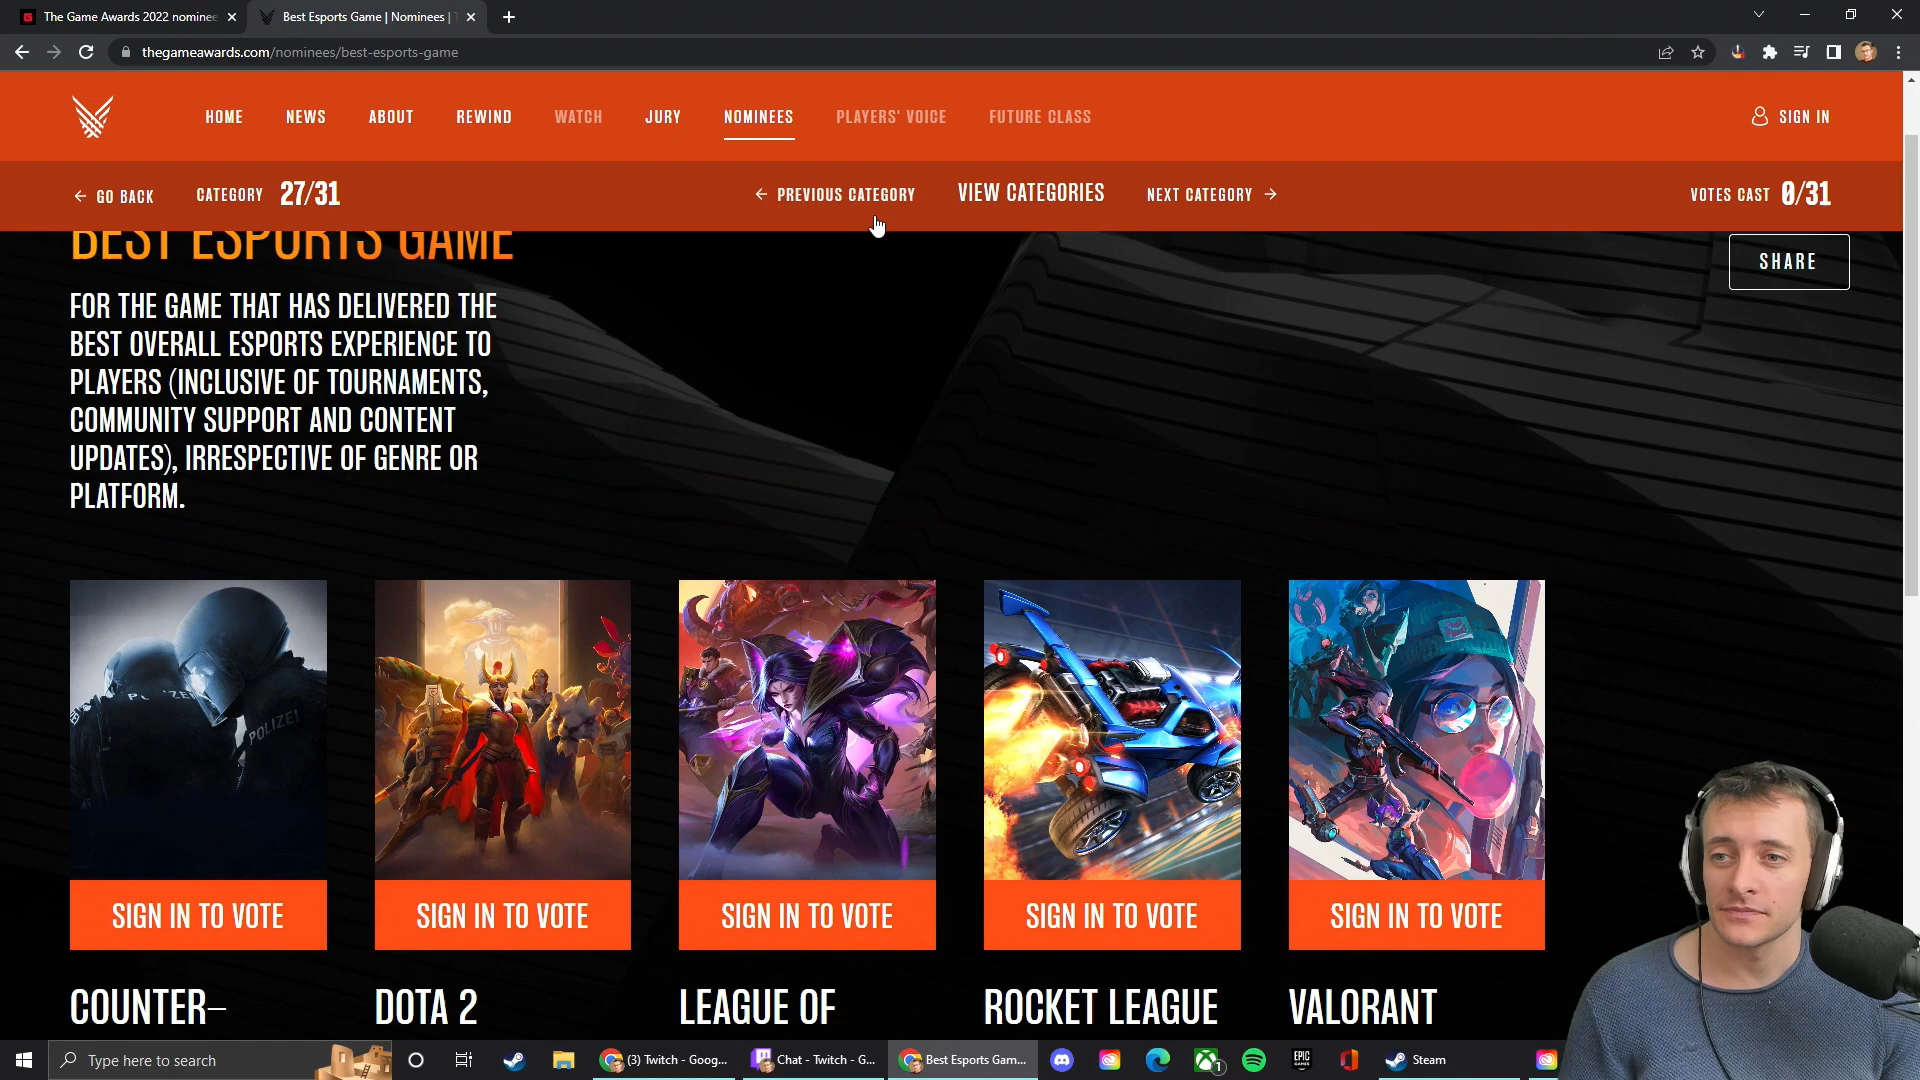 The Game Awards 2022 nomine
Best Esports Game | Nominees |
thegameawards.com/nominees/best-esports-game
HOME
NEWS
ABOUT
REWIND
WATCH
JURY
NOMINEES
PLAYERS' VOICE
FUTURE CLASS
SIGN IN
← GO BACK
CATEGORY 27/31
← PREVIOUS CATEGORY
VIEW CATEGORIES
NEXT CATEGORY →
VOTES CAST 0/31
BEST ESPORTS GAME
SHARE
FOR THE GAME THAT HAS DELIVERED THE
BEST OVERALL ESPORTS EXPERIENCE TO
PLAYERS (INCLUSIVE OF TOURNAMENTS,
COMMUNITY SUPPORT AND CONTENT
UPDATES), IRRESPECTIVE OF GENRE OR
PLATFORM.
POLIZEI
SIGN IN TO VOTE
SIGN IN TO VOTE
SIGN IN TO VOTE
SIGN IN TO VOTE
SIGN IN TO VOTE
COUNTER–
DOTA 2
LEAGUE OF
ROCKET LEAGUE
VALORANT
Type here to search
(3) Twitch - Goog...
Chat - Twitch - G...
Best Esports Gam...
1
EPIC
GAMES
Steam